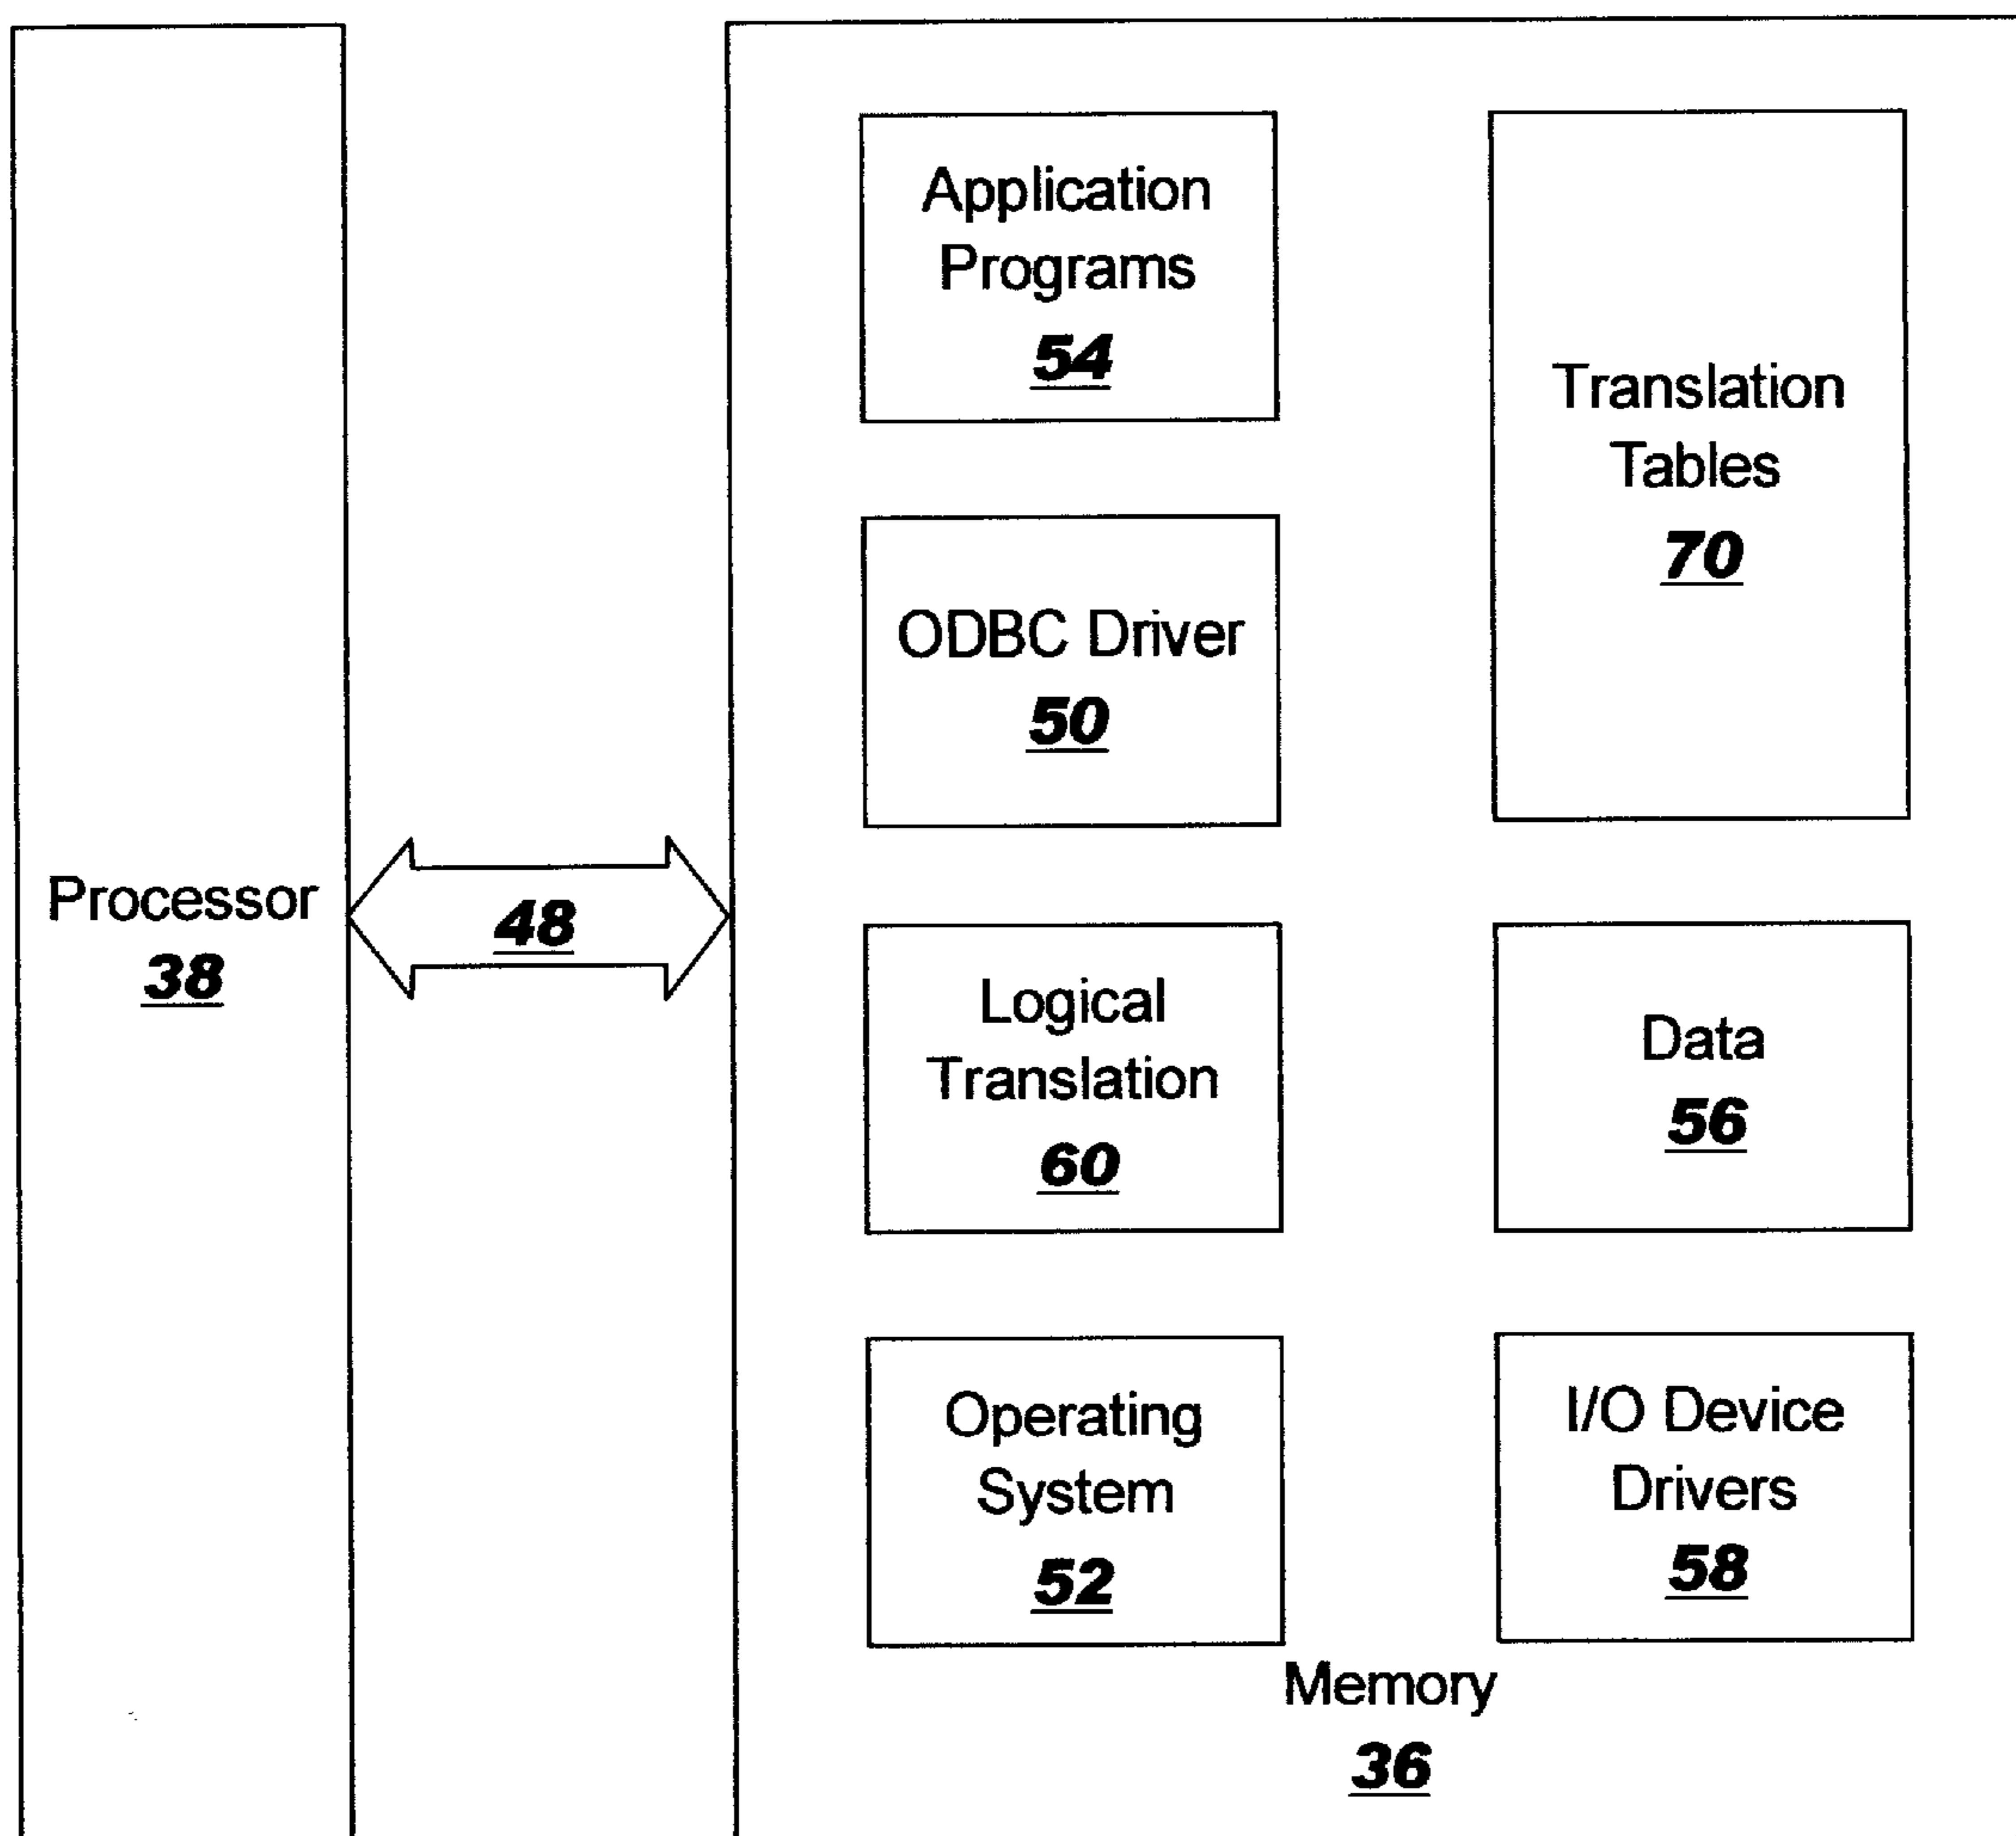 Application
Programs
54
Translation
Tables
70
ODBC Driver
50
Processor
38
48
Logical
Translation
60
Data
56
Operating
System
52
I/O Device
Drivers
58
Memory
36